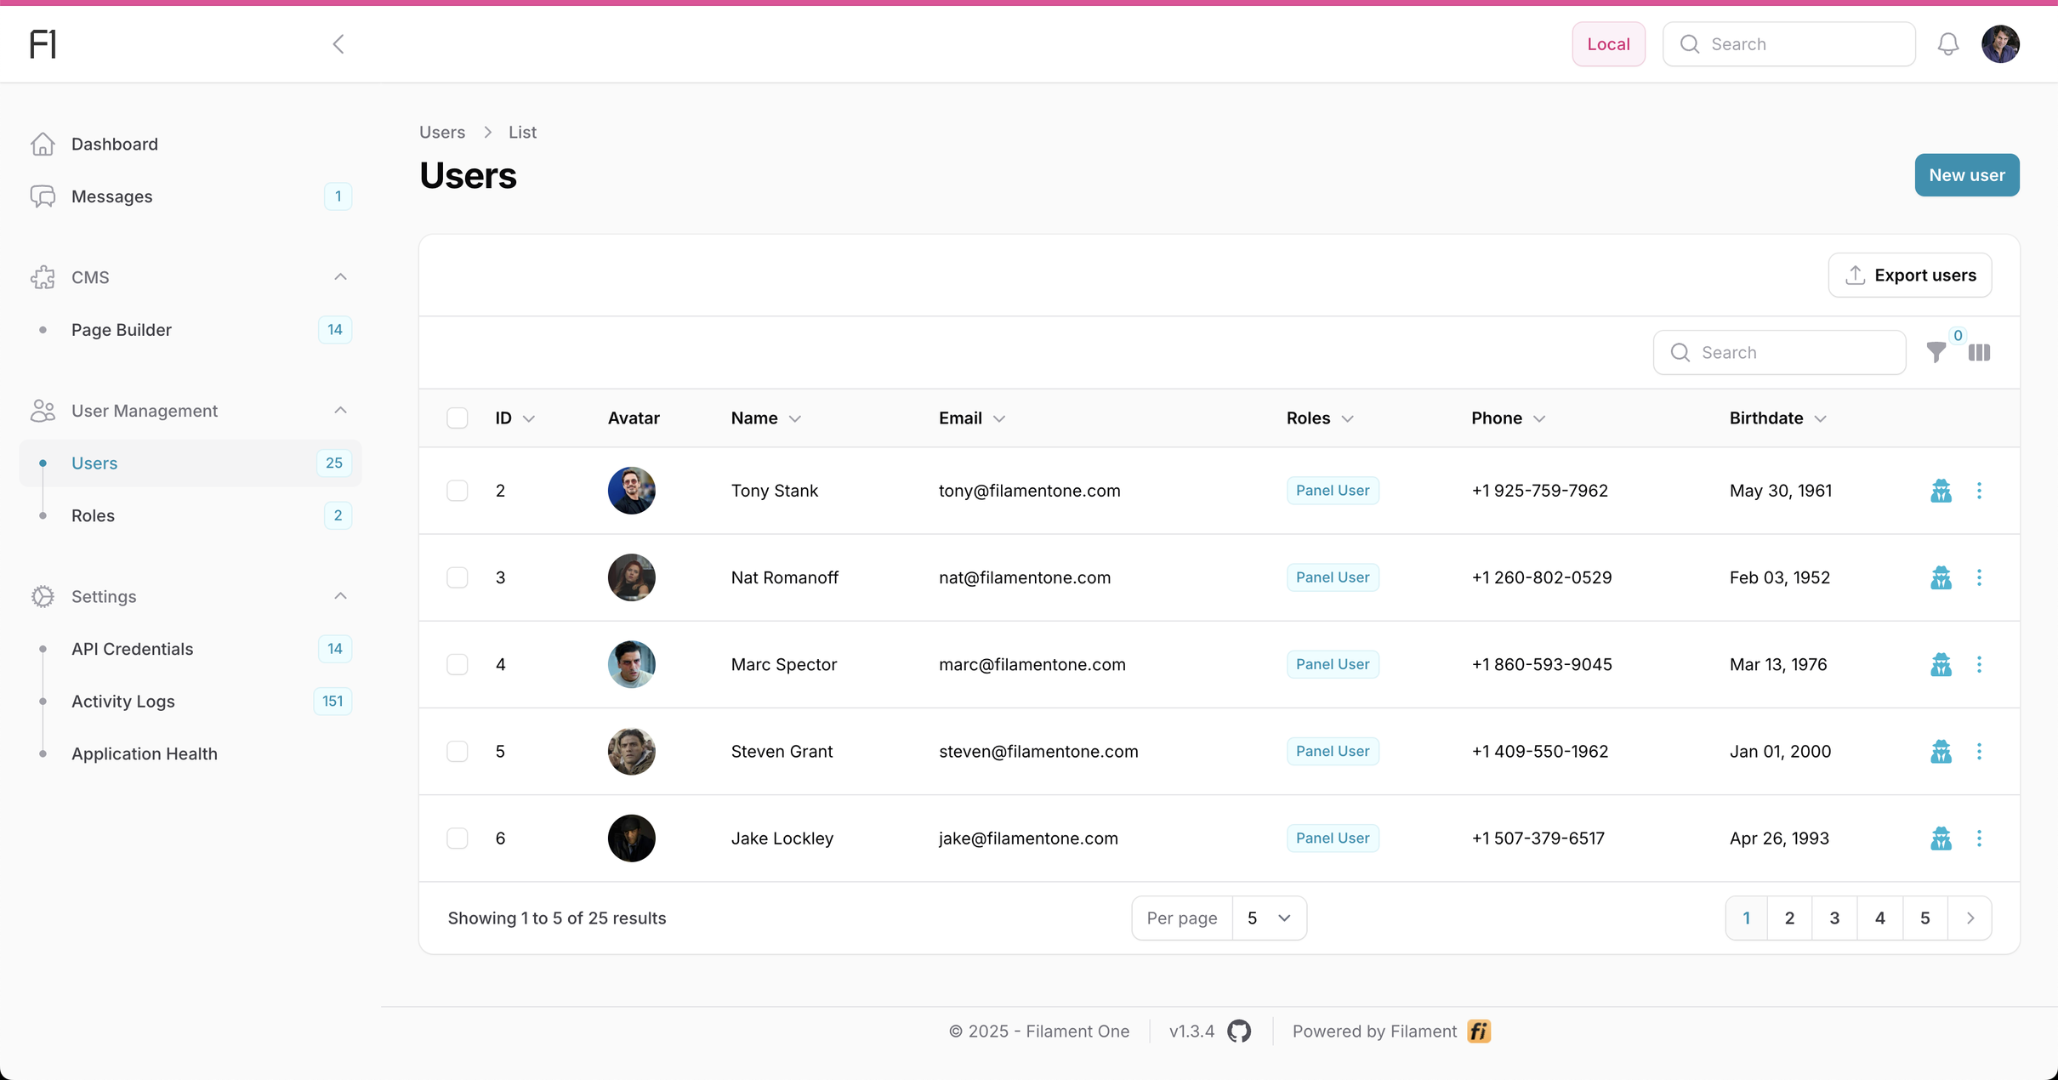 F1
Local
Search
Dashboard
Messages 1
CMS
Page Builder 14
User Management
Users 25
Roles 2
Settings
API Credentials 14
Activity Logs 151
Application Health
Users > List
Users
New user
Export users
Search
0
ID Avatar Name Email Roles Phone Birthdate
2 Tony Stank tony@filamentone.com Panel User +1 925-759-7962 May 30, 1961
3 Nat Romanoff nat@filamentone.com Panel User +1 260-802-0529 Feb 03, 1952
4 Marc Spector marc@filamentone.com Panel User +1 860-593-9045 Mar 13, 1976
5 Steven Grant steven@filamentone.com Panel User +1 409-550-1962 Jan 01, 2000
6 Jake Lockley jake@filamentone.com Panel User +1 507-379-6517 Apr 26, 1993
Showing 1 to 5 of 25 results
Per page 5
1 2 3 4 5
© 2025 - Filament One v1.3.4 Powered by Filament fi